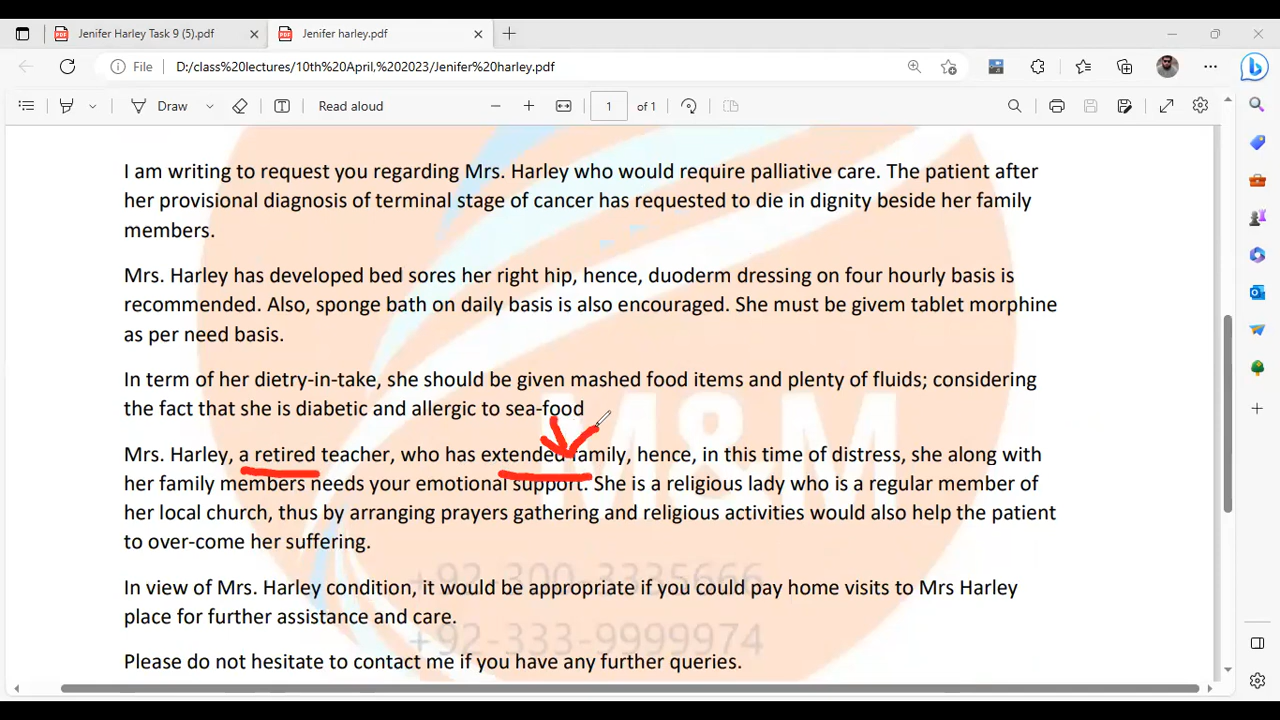 Jenifer Harley Task 9 (5).pdf
Jenifer harley.pdf
File
D:/class%20lectures/10th%20April,%202023/Jenifer%20harley.pdf
Draw
Read aloud
1
of 1
I am writing to request you regarding Mrs. Harley who would require palliative care. The patient after
her provisional diagnosis of terminal stage of cancer has requested to die in dignity beside her family
members.
Mrs. Harley has developed bed sores her right hip, hence, duoderm dressing on four hourly basis is
recommended. Also, sponge bath on daily basis is also encouraged. She must be givem tablet morphine
as per need basis.
In term of her dietry-in-take, she should be given mashed food items and plenty of fluids; considering
the fact that she is diabetic and allergic to sea-food
Mrs. Harley, a retired teacher, who has extended family, hence, in this time of distress, she along with
her family members needs your emotional support. She is a religious lady who is a regular member of
her local church, thus by arranging prayers gathering and religious activities would also help the patient
to over-come her suffering.
In view of Mrs. Harley condition, it would be appropriate if you could pay home visits to Mrs Harley
place for further assistance and care.
Please do not hesitate to contact me if you have any further queries.
M&M
+92-300-3335666
+92-333-9999974